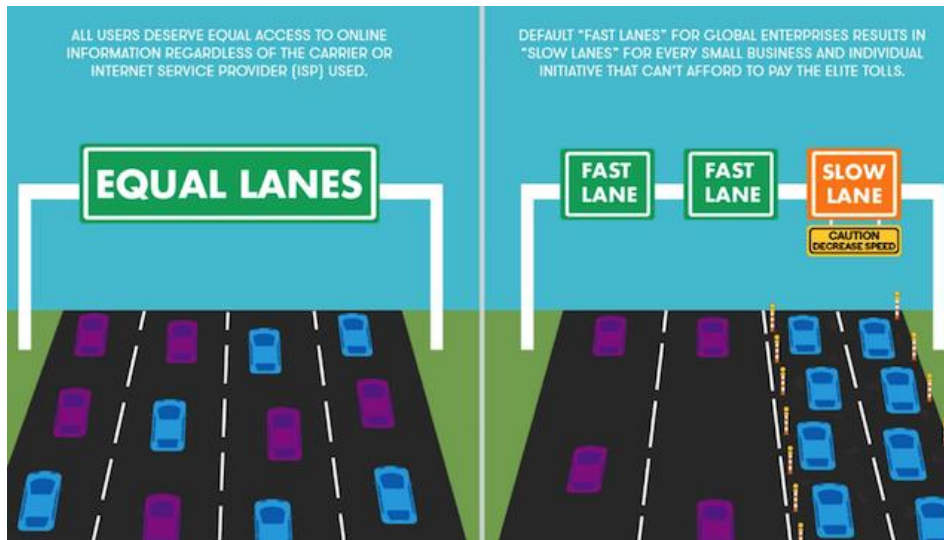 ALL USERS DESERVE EQUAL ACCESS TO ONLINE
INFORMATION REGARDLESS OF THE CARRIER OR
INTERNET SERVICE PROVIDER (ISP) USED.
EQUAL LANES
DEFAULT “FAST LANES” FOR GLOBAL ENTERPRISES RESULTS IN
“SLOW LANES” FOR EVERY SMALL BUSINESS AND INDIVIDUAL
INITIATIVE THAT CAN’T AFFORD TO PAY THE ELITE TOLLS.
FAST
LANE
FAST
LANE
SLOW
LANE
CAUTION
DECREASE SPEED